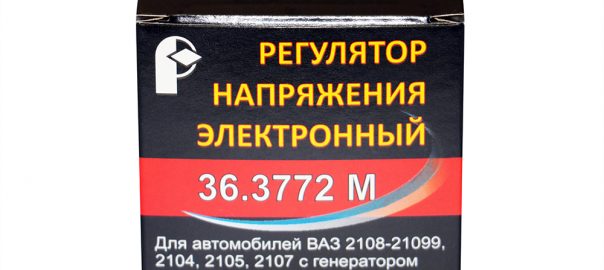 РЕГУЛЯТОР
НАПРЯЖЕНИЯ
ЭЛЕКТРОННЫЙ
36.3772 М
Для автомобилей ВАЗ 2108-21099,
2104, 2105, 2107 с генератором